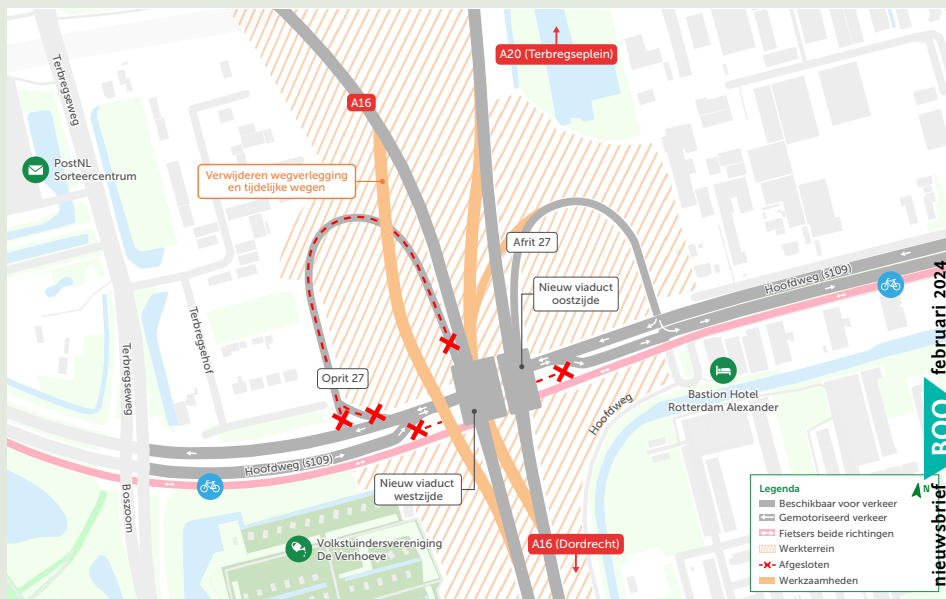 A20 (Terbregseplein)
A16
Terbregseweg
PostNL
Sorteercentrum
Verwijderen wegverlegging
en tijdelijke wegen
Afrit 27
Nieuw viaduct
oostzijde
Hoofdweg (s109)
Terbregsehof
Terbregseweg
Oprit 27
Bastion Hotel
Rotterdam Alexander
Hoofdweg
Hoofdweg (s109)
Nieuw viaduct
westzijde
Boszoom
Volkstuindersvereniging
De Venhoeve
A16 (Dordrecht)
Legenda
N
Beschikbaar voor verkeer
Gemotoriseerd verkeer
Fietsers beide richtingen
Werkterrein
Afgesloten
Werkzaamheden
nieuwsbrief BOO februari 2024